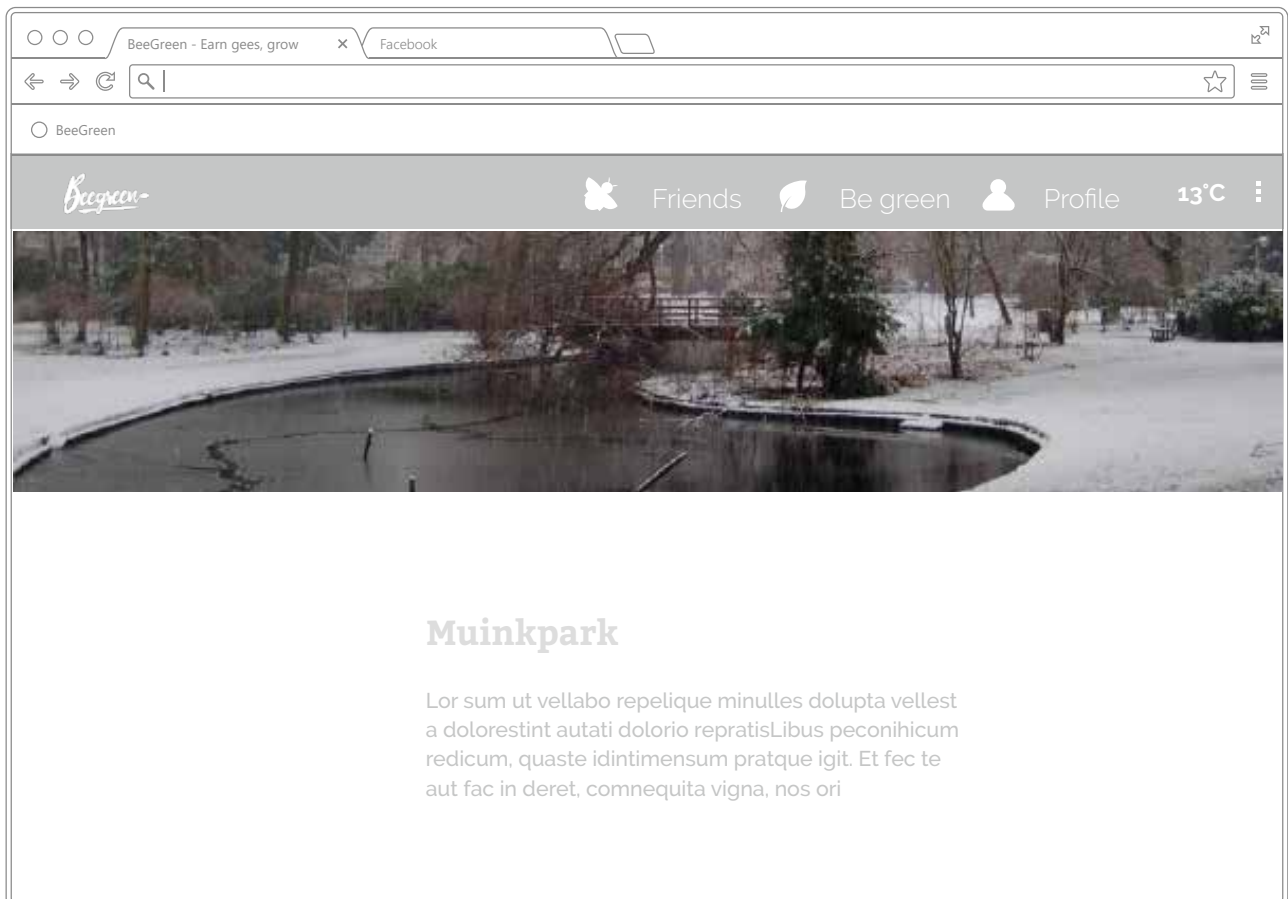 BeeGreen - Earn gees, grow
Facebook
BeeGreen
Beegreen
Friends
Be green
Profile
13°C
Muinkpark
Lor sum ut vellabo repelique minulles dolupta vellest
a dolorestint autati dolorio repratisLibus peconihicum
redicum, quaste idintimensum pratque igit. Et fec te
aut fac in deret, comnequita vigna, nos ori